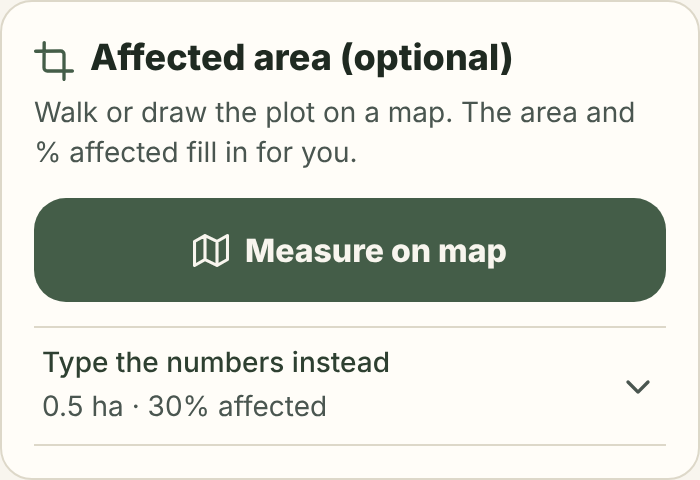 Affected area (optional)
Walk or draw the plot on a map. The area and
% affected fill in for you.
Measure on map
Type the numbers instead
0.5 ha · 30% affected